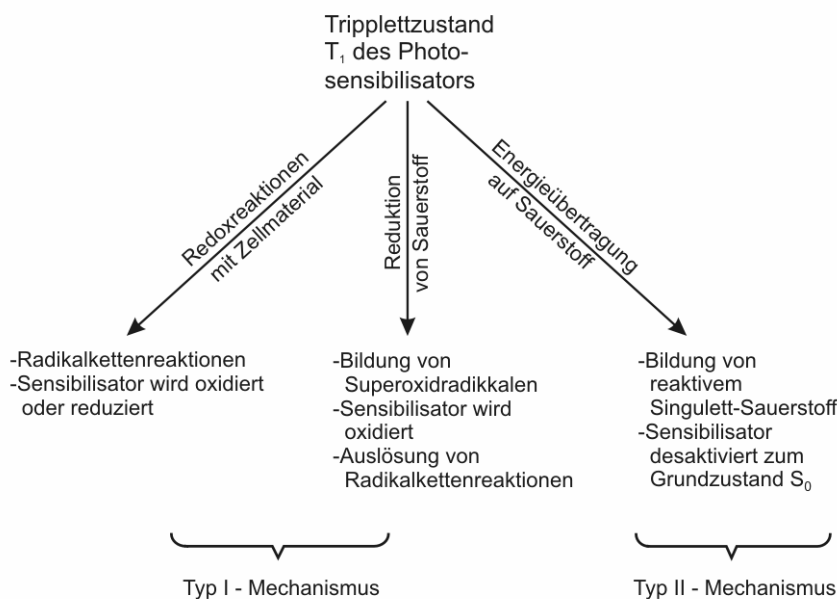 Tripplettzustand
T₁ des Photo-
sensibilisators
Redoxreaktionen
mit Zellmaterial
Reduktion
von Sauerstoff
Energieübertragung
auf Sauerstoff
-Radikalkettenreaktionen
-Sensibilisator wird oxidiert
oder reduziert
-Bildung von
Superoxidradikkalen
-Sensibilisator wird
oxidiert
-Auslösung von
Radikalkettenreaktionen
-Bildung von
reaktivem
Singulett-Sauerstoff
-Sensibilisator
desaktiviert zum
Grundzustand S₀
Typ I - Mechanismus
Typ II - Mechanismus